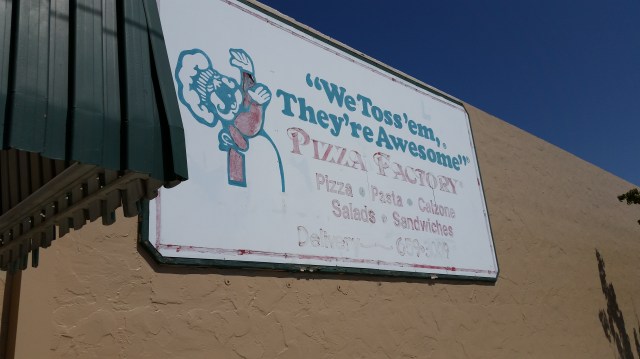 "We Toss'em,
They're Awesome"®
PIZZA FACTORY®
Pizza • Pasta • Calzone
Salads • Sandwiches
Delivery